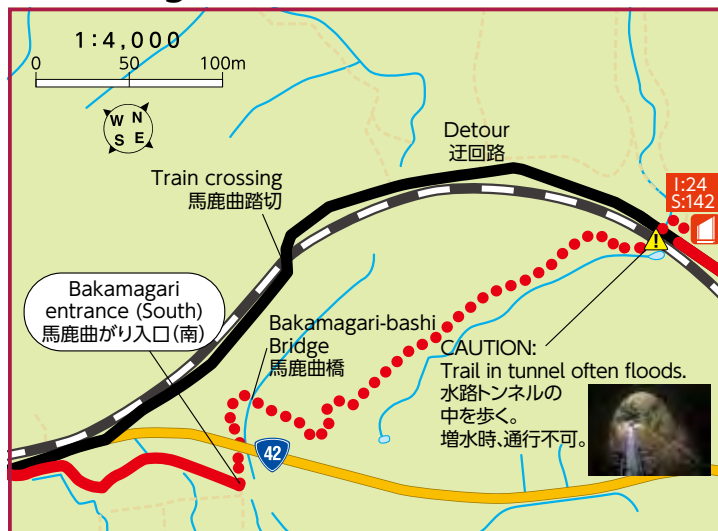 1:4,000
0 50 100m
W N
S E
Detour
迂回路
Train crossing
馬鹿曲踏切
I:24
S:142
!
Bakamagari
entrance (South)
馬鹿曲がり入口(南)
Bakamagari-bashi
Bridge
馬鹿曲橋
CAUTION:
Trail in tunnel often floods.
水路トンネルの
中を歩く。
増水時、通行不可。
42